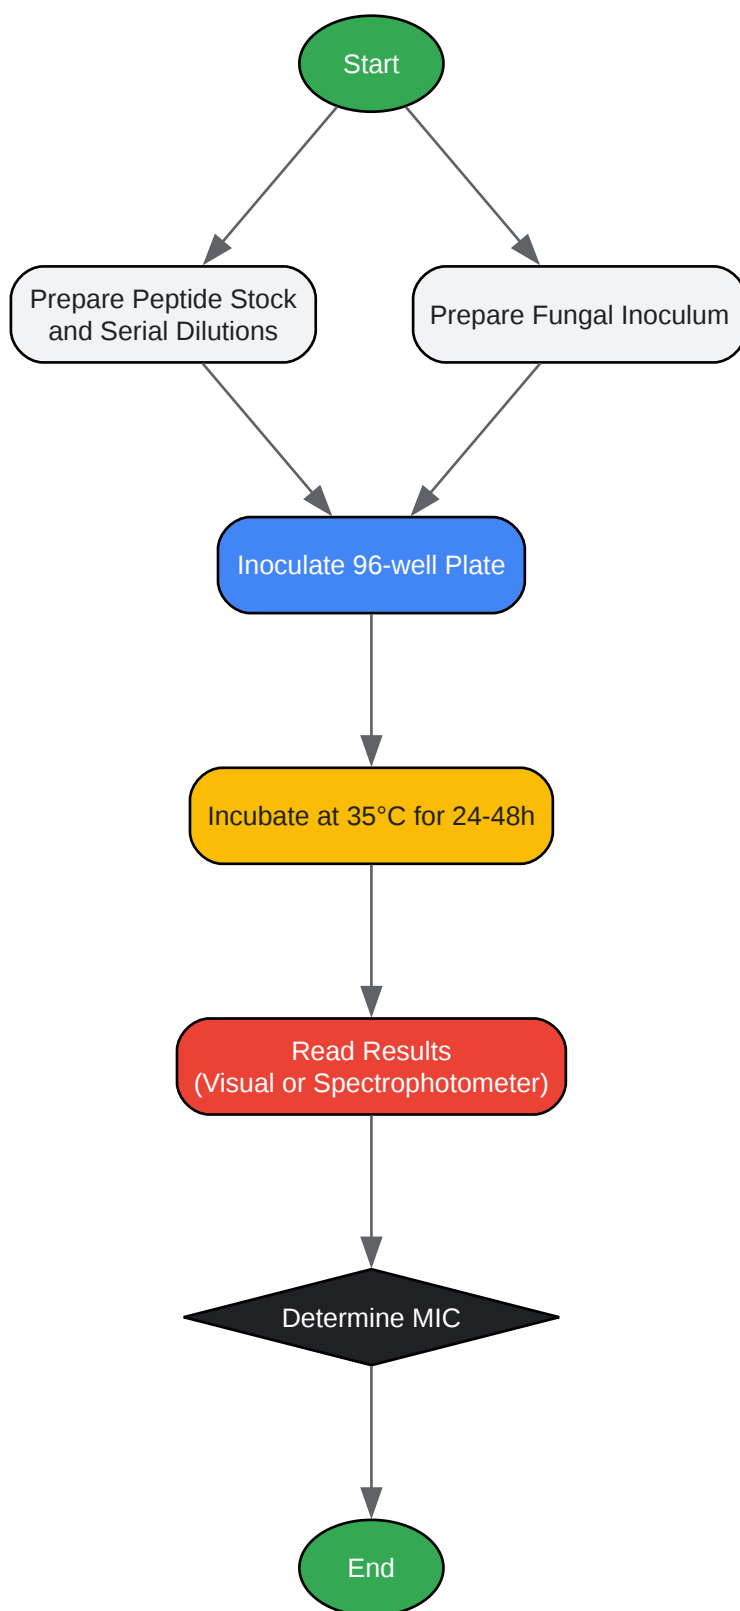 Start
Prepare Peptide Stock
and Serial Dilutions
Prepare Fungal Inoculum
Inoculate 96-well Plate
Incubate at 35°C for 24-48h
Read Results
(Visual or Spectrophotometer)
Determine MIC
End